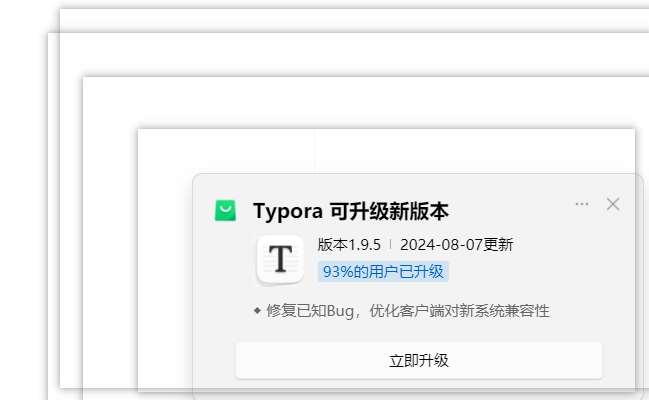 Typora 可升级新版本
版本1.9.5 | 2024-08-07更新
T
93%的用户已升级
◆ 修复已知Bug，优化客户端对新系统兼容性
立即升级